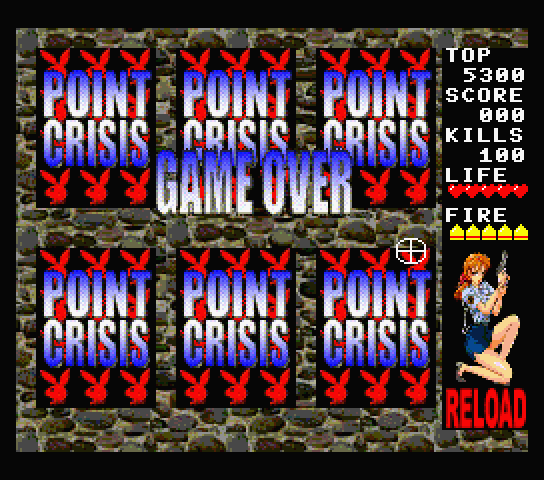 POINT CRISIS
POINT CRISIS
POINT CRISIS
GAME OVER
POINT CRISIS
POINT CRISIS
POINT CRISIS
TOP
5300
SCORE
000
KILLS
100
LIFE
FIRE
RELOAD